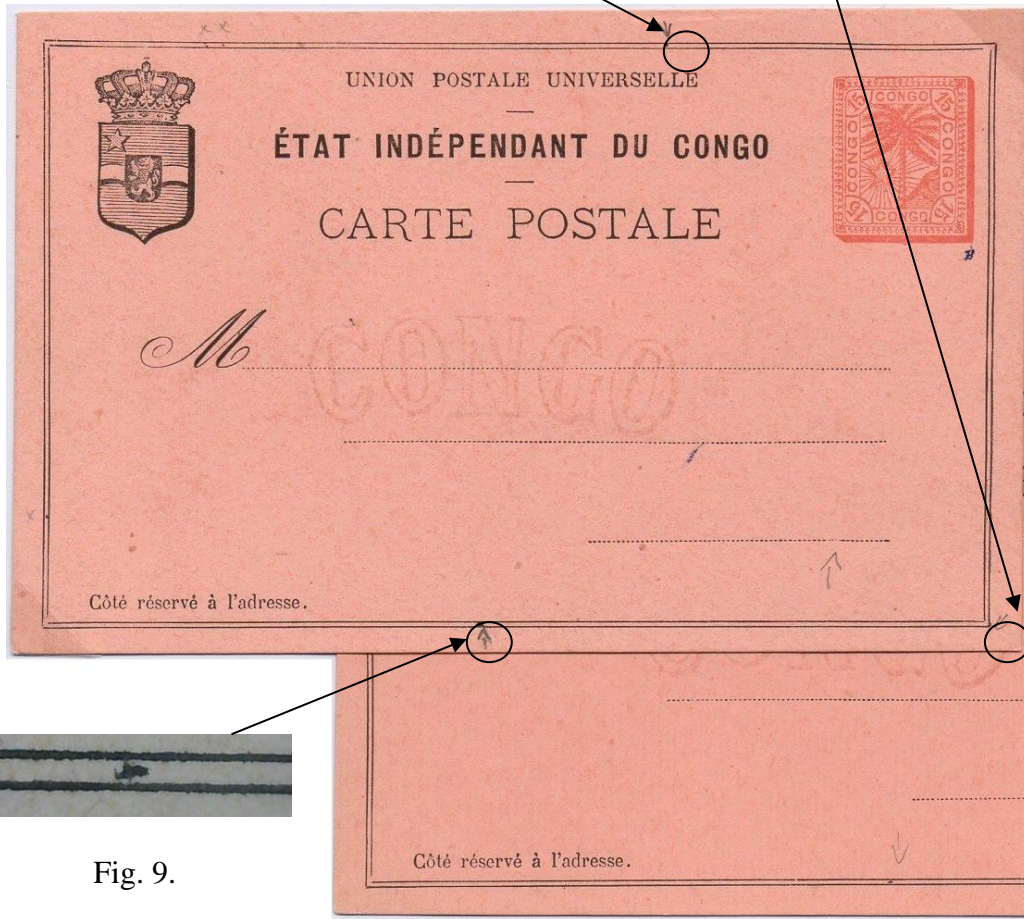 UNION POSTALE UNIVERSELLE
ÉTAT INDÉPENDANT DU CONGO
CARTE POSTALE
15 CONGO 15
CONGO
CONGO
15 CONGO 15
M
CONGO
Côté réservé à l'adresse.
CONGO
Côté réservé à l'adresse.
Fig. 9.